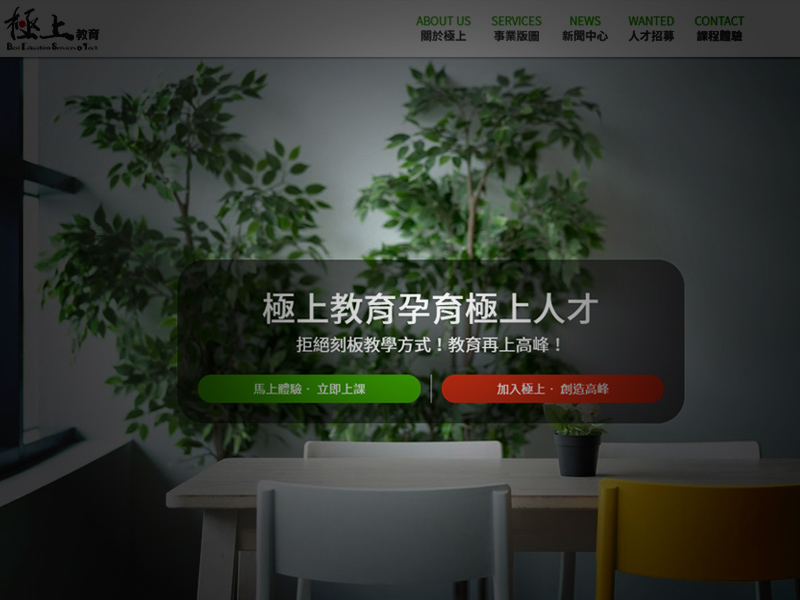 極上教育
Best Education Services & Tech
ABOUT US
關於極上
SERVICES
事業版圖
NEWS
新聞中心
WANTED
人才招募
CONTACT
課程體驗
極上教育孕育極上人才
拒絕刻板教學方式！教育再上高峰！
馬上體驗‧ 立即上課
加入極上‧ 創造高峰